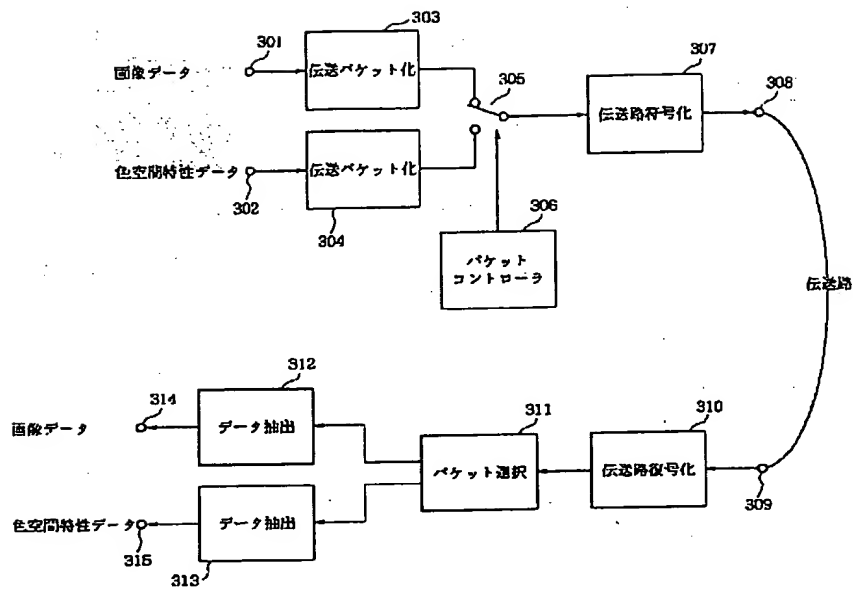 303
301
画像データ
伝送パケット化
305
307
308
伝送路符号化
色空間特性データ
302
伝送パケット化
304
306
パケット
コントローラ
伝送路
312
314
画像データ
データ抽出
311
パケット選択
310
伝送路復号化
309
色空間特性データ
315
データ抽出
313